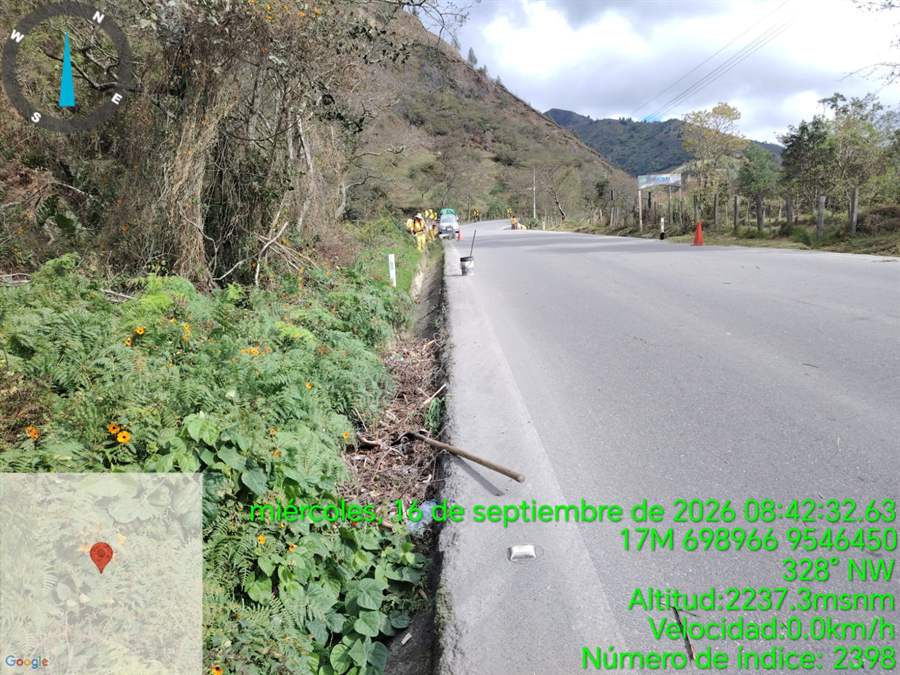 N
W
E
S
miércoles, 16 de septiembre de 2026 08:42:32.63
17M 698966 9546450
328° NW
Altitud:2237.3msnm
Velocidad:0.0km/h
Número de índice: 2398
Google